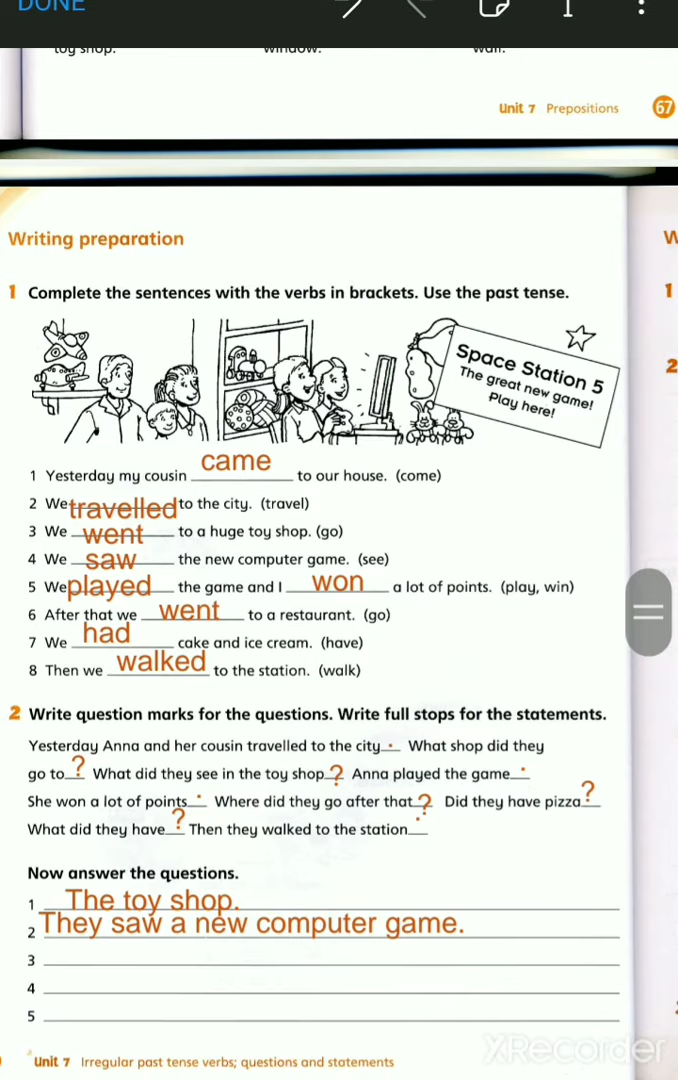 DONE
toy shop.
window.
wall.
Unit 7 Prepositions 67
Writing preparation
1 Complete the sentences with the verbs in brackets. Use the past tense.
Space Station 5
The great new game!
Play here!
1 Yesterday my cousin came to our house. (come)
2 We travelled to the city. (travel)
3 We went to a huge toy shop. (go)
4 We saw the new computer game. (see)
5 We played the game and I won a lot of points. (play, win)
6 After that we went to a restaurant. (go)
7 We had cake and ice cream. (have)
8 Then we walked to the station. (walk)
2 Write question marks for the questions. Write full stops for the statements.
Yesterday Anna and her cousin travelled to the city. What shop did they
go to? What did they see in the toy shop? Anna played the game.
She won a lot of points. Where did they go after that? Did they have pizza?
What did they have? Then they walked to the station
Now answer the questions.
1 The toy shop.
2 They saw a new computer game.
3
4
5
Unit 7 Irregular past tense verbs; questions and statements
W
1
2
XRecorder